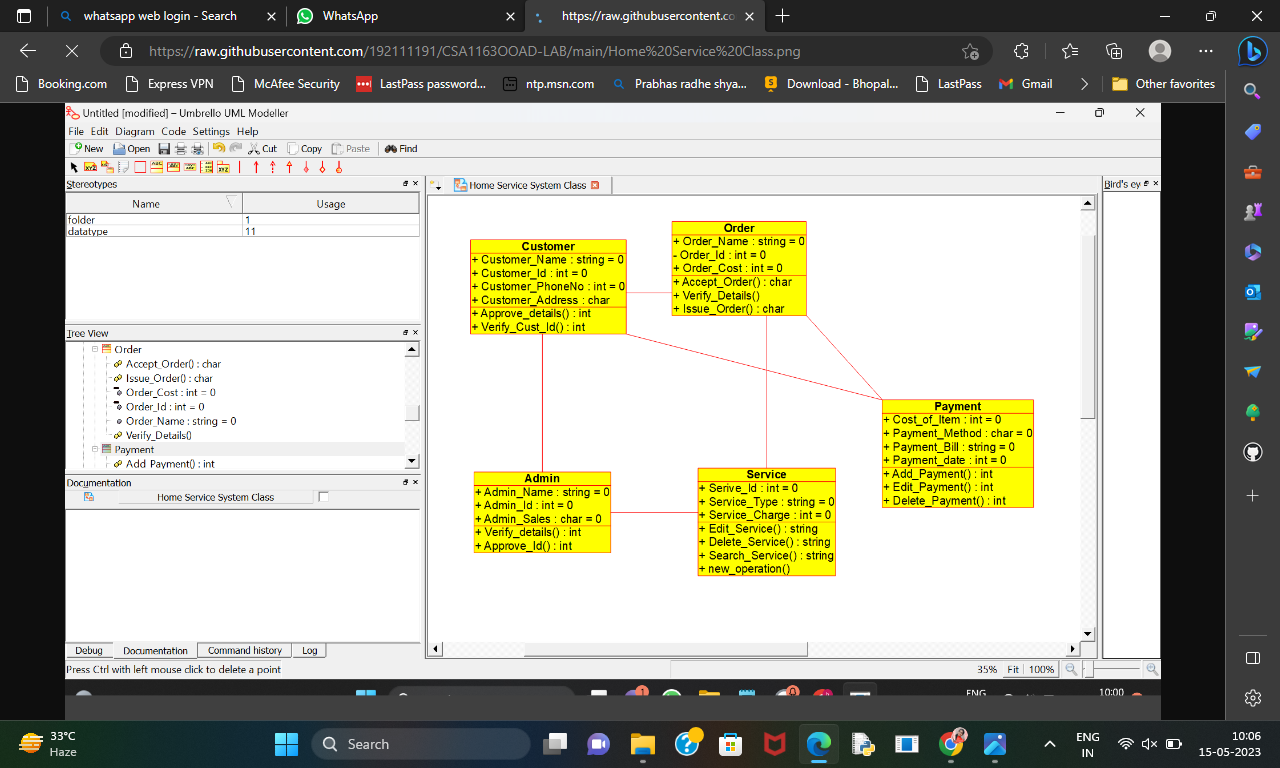 whatsapp web login - Search
WhatsApp
https://raw.githubusercontent.co
https://raw.githubusercontent.com/192111191/CSA1163OOAD-LAB/main/Home%20Service%20Class.png
Booking.com
Express VPN
McAfee Security
LastPass password...
ntp.msn.com
Prabhas radhe shya...
Download - Bhopal...
LastPass
Gmail
Other favorites
Untitled [modified] – Umbrello UML Modeller
File Edit Diagram Code Settings Help
New Open Cut Copy Paste Find
Stereotypes
Name Usage
folder 1
datatype 11
Tree View
Order
Accept_Order() : char
Issue_Order() : char
Order_Cost : int = 0
Order_Id : int = 0
Order_Name : string = 0
Verify_Details()
Payment
Add_Payment() : int
Documentation
Home Service System Class
Debug Documentation Command history Log
Press Ctrl with left mouse click to delete a point
Home Service System Class
Bird's ey
Customer
+ Customer_Name : string = 0
+ Customer_Id : int = 0
+ Customer_PhoneNo : int = 0
+ Customer_Address : char
+ Approve_details() : int
+ Verify_Cust_Id() : int
Order
+ Order_Name : string = 0
- Order_Id : int = 0
+ Order_Cost : int = 0
+ Accept_Order() : char
+ Verify_Details()
+ Issue_Order() : char
Payment
+ Cost_of_Item : int = 0
+ Payment_Method : char = 0
+ Payment_Bill : string = 0
+ Payment_date : int = 0
+ Add_Payment() : int
+ Edit_Payment() : int
+ Delete_Payment() : int
Admin
+ Admin_Name : string = 0
+ Admin_Id : int = 0
+ Admin_Sales : char = 0
+ Verify_details() : int
+ Approve_Id() : int
Service
+ Serive_Id : int = 0
+ Service_Type : string = 0
+ Service_Charge : int = 0
+ Edit_Service() : string
+ Delete_Service() : string
+ Search_Service() : string
+ new_operation()
35% Fit 100%
ENG
10:00
33°C
Haze
Search
ENG
IN
10:06
15-05-2023